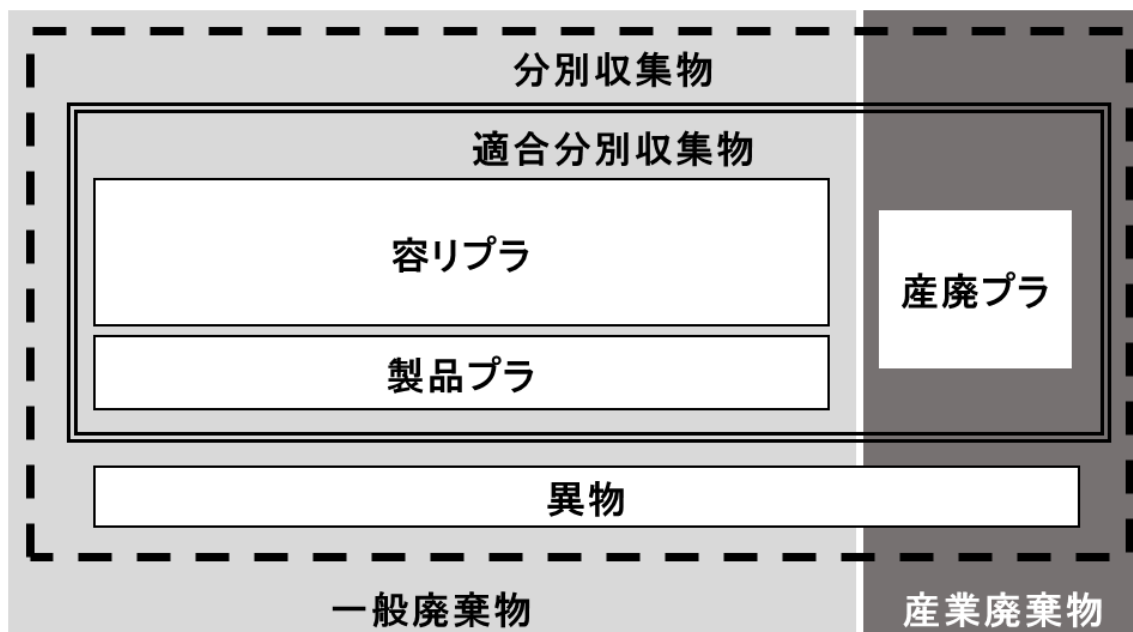 分別収集物
適合分別収集物
容リプラ
産廃プラ
製品プラ
異物
一般廃棄物
産業廃棄物